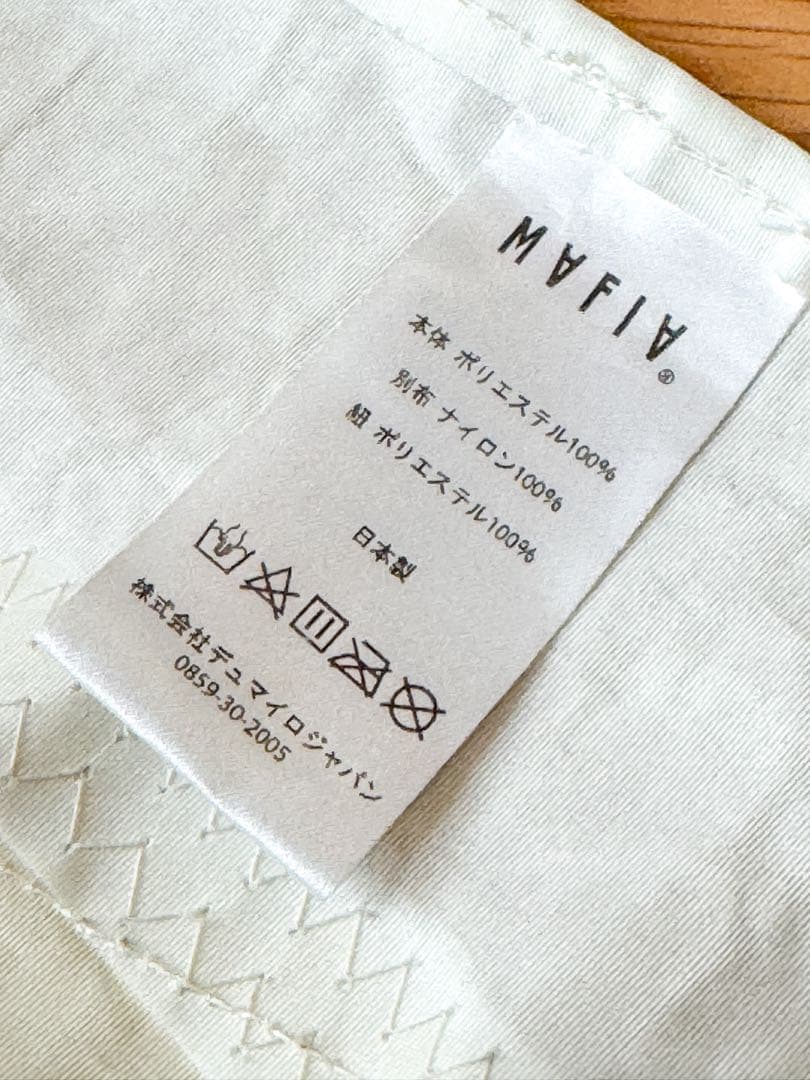 MAFIA®
本体 ポリエステル100%
別布 ナイロン100%
紐 ポリエステル100%
日本製
株式会社デュマイロジャパン
0859-30-2005